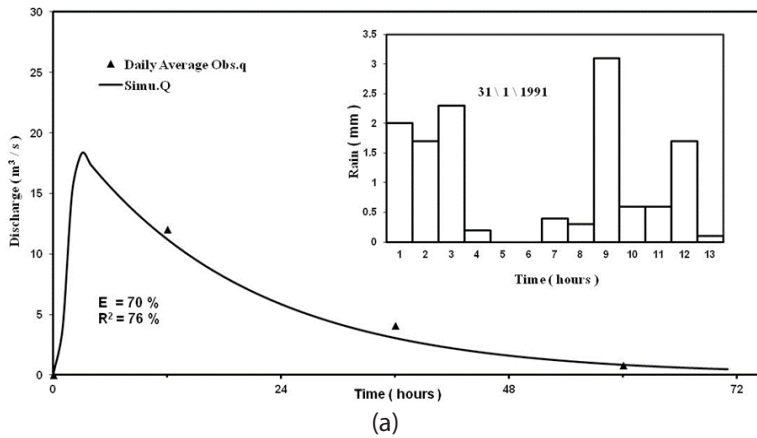 30
25
20
15
10
5
0
Discharge ( m³ / s )
Daily Average Obs.q
Simu.Q
E = 70 %
R² = 76 %
0
24
48
72
Time ( hours )
3.5
3
2.5
2
1.5
1
0.5
0
Rain ( mm )
31 \ 1 \ 1991
1 2 3 4 5 6 7 8 9 10 11 12 13
Time ( hours )
(a)